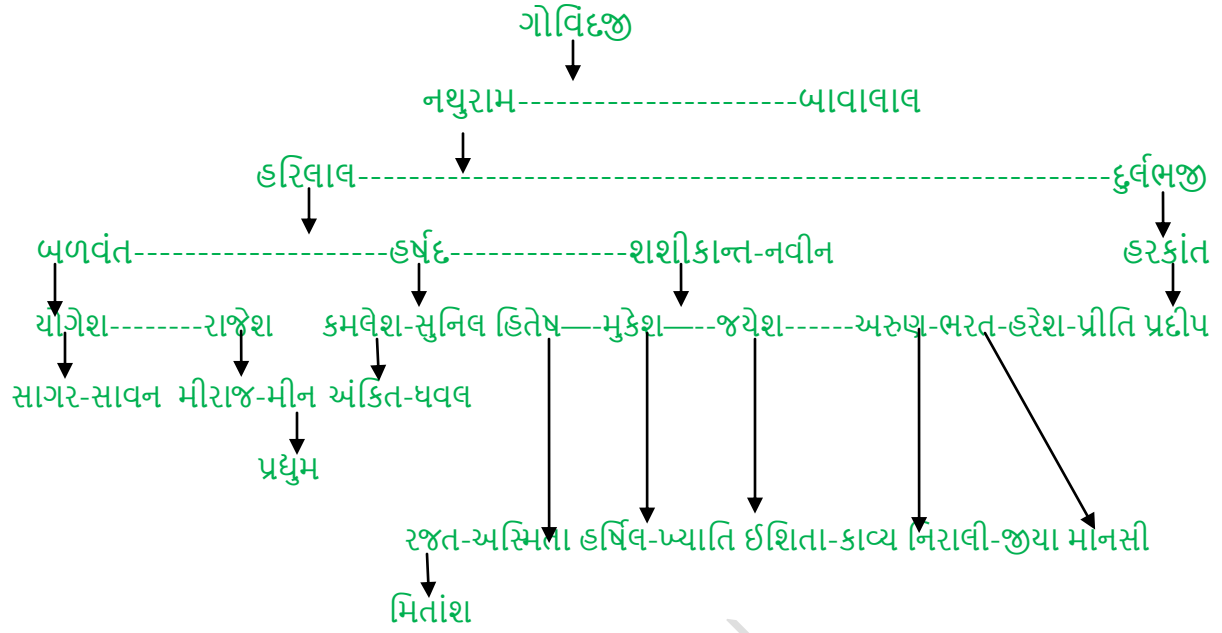 ગોવિંદજી
નથુરામ----------------------બાવાલાલ
હરિલાલ-----------------------------------------------------------દુર્લભજી
બળવંત--------------------હર્ષદ--------------શશીકાન્ત-નવીન હરકાંત
યોગેશ--------રાજેશ કમલેશ-સુનિલ હિતેષ—-મુકેશ—--જયેશ------અરુણ-ભરત-હરેશ-પ્રીતિ પ્રદીપ
સાગર-સાવન મીરાજ-મીન અંકિત-ધવલ
પ્રદ્યુમ
રજત-અસ્મિતા હર્ષિલ-ખ્યાતિ ઈશિતા-કાવ્ય નિરાલી-જીયા માનસી
મિતાંશ